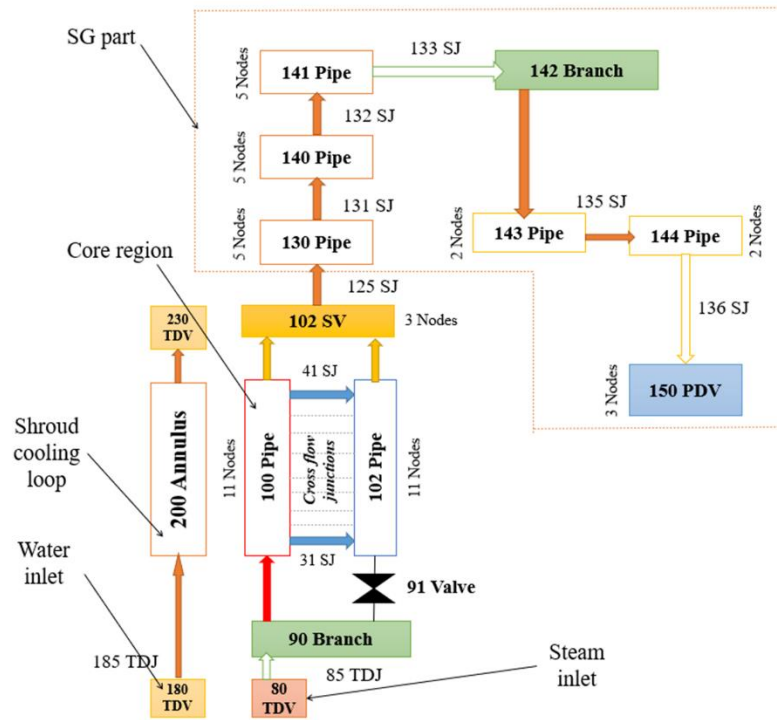 SG part
133 SJ
141 Pipe
5 Nodes
142 Branch
132 SJ
140 Pipe
5 Nodes
131 SJ
135 SJ
130 Pipe
5 Nodes
143 Pipe
2 Nodes
144 Pipe
2 Nodes
Core region
125 SJ
136 SJ
230
TDV
102 SV
3 Nodes
41 SJ
150 PDV
3 Nodes
Shroud
cooling
loop
200 Annulus
11 Nodes
100 Pipe
Cross flow
junctions
102 Pipe
11 Nodes
31 SJ
Water
inlet
91 Valve
90 Branch
185 TDJ
85 TDJ
Steam
inlet
180
TDV
80
TDV